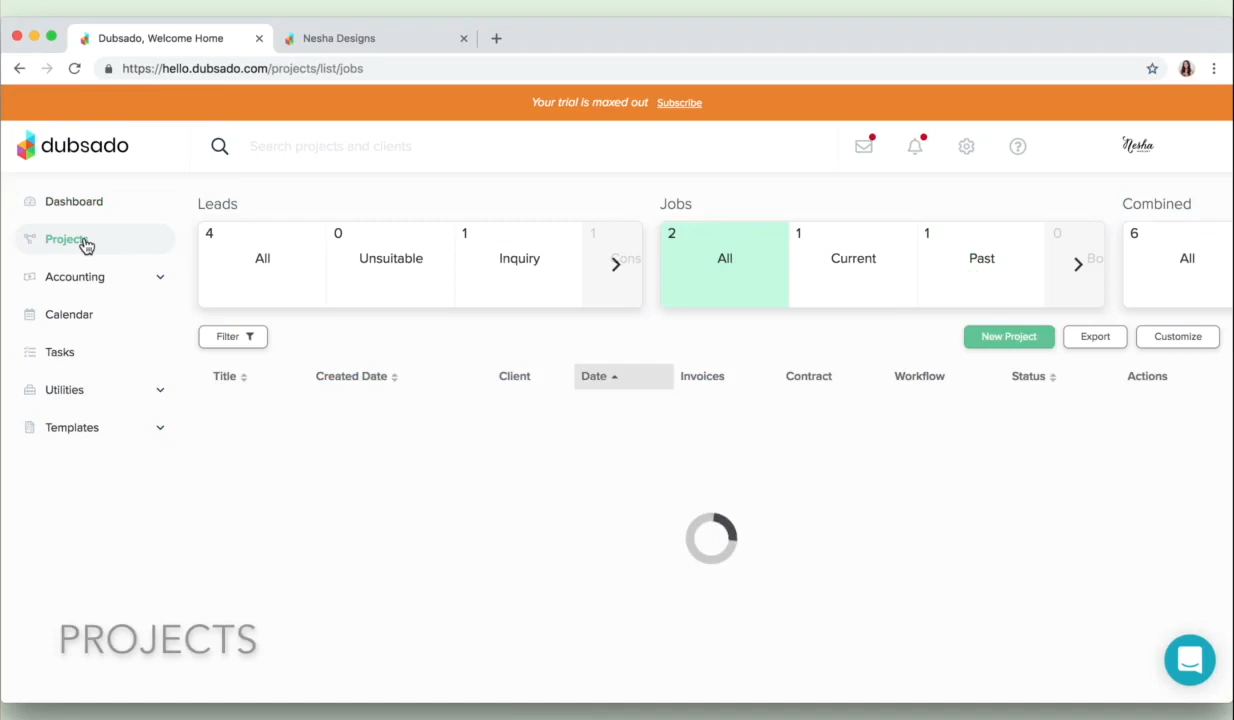 Dubsado, Welcome Home
Nesha Designs
https://hello.dubsado.com/projects/list/jobs
Your trial is maxed out Subscribe
dubsado
Search projects and clients
Nesha
Dashboard
Projects
Accounting
Calendar
Tasks
Utilities
Templates
Leads
4 All
0 Unsuitable
1 Inquiry
1 Cons
Jobs
2 All
1 Current
1 Past
0 Bo
Combined
6 All
Filter
New Project
Export
Customize
Title Created Date Client Date Invoices Contract Workflow Status Actions
PROJECTS